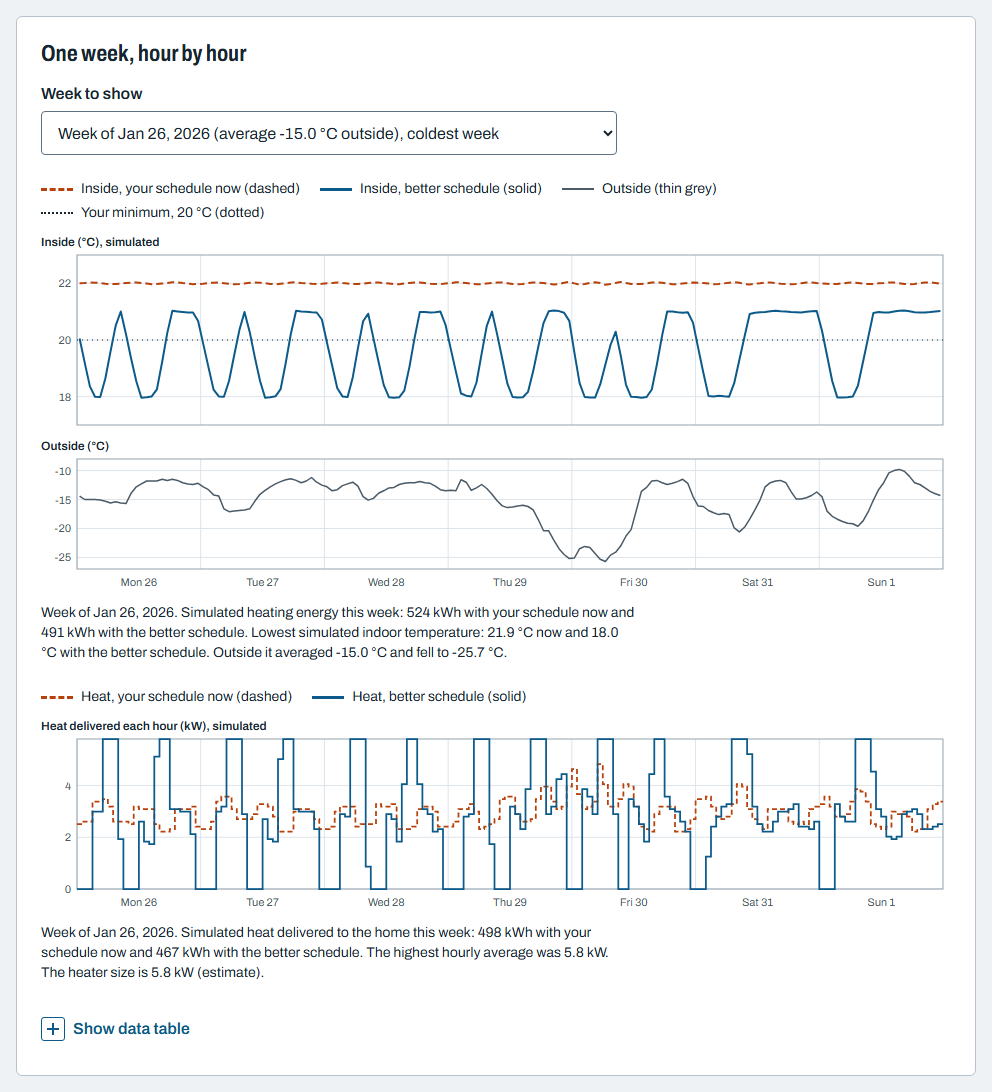 One week, hour by hour
Week to show
Week of Jan 26, 2026 (average -15.0 °C outside), coldest week
Inside, your schedule now (dashed)
Inside, better schedule (solid)
Outside (thin grey)
Your minimum, 20 °C (dotted)
Inside (°C), simulated
22
20
18
Outside (°C)
-10
-15
-20
-25
Mon 26
Tue 27
Wed 28
Thu 29
Fri 30
Sat 31
Sun 1
Week of Jan 26, 2026. Simulated heating energy this week: 524 kWh with your schedule now and
491 kWh with the better schedule. Lowest simulated indoor temperature: 21.9 °C now and 18.0
°C with the better schedule. Outside it averaged -15.0 °C and fell to -25.7 °C.
Heat, your schedule now (dashed)
Heat, better schedule (solid)
Heat delivered each hour (kW), simulated
4
2
0
Mon 26
Tue 27
Wed 28
Thu 29
Fri 30
Sat 31
Sun 1
Week of Jan 26, 2026. Simulated heat delivered to the home this week: 498 kWh with your
schedule now and 467 kWh with the better schedule. The highest hourly average was 5.8 kW.
The heater size is 5.8 kW (estimate).
Show data table